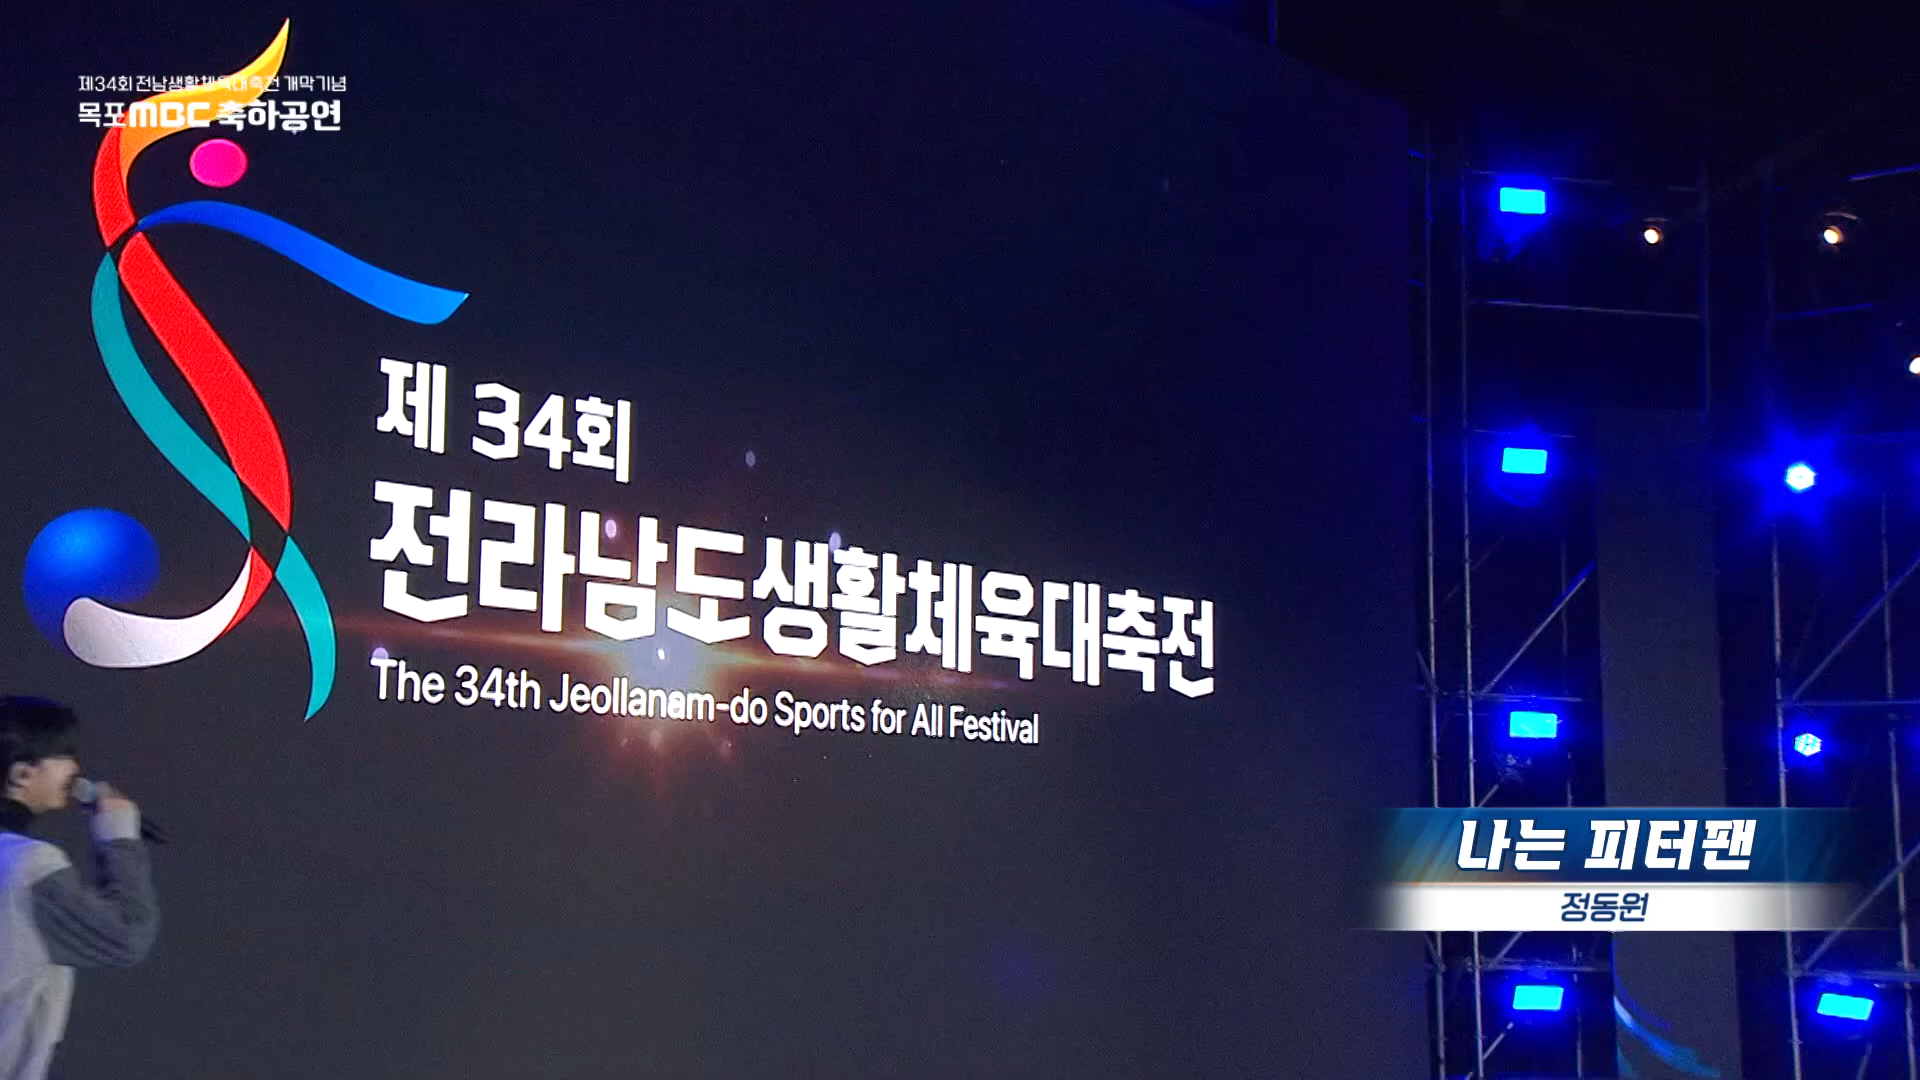 제34회 전남생활체육대축전 개막기념
목포MBC 축하공연
제 34회
전라남도생활체육대축전
The 34th Jeollanam-do Sports for All Festival
나는 피터팬
정동원